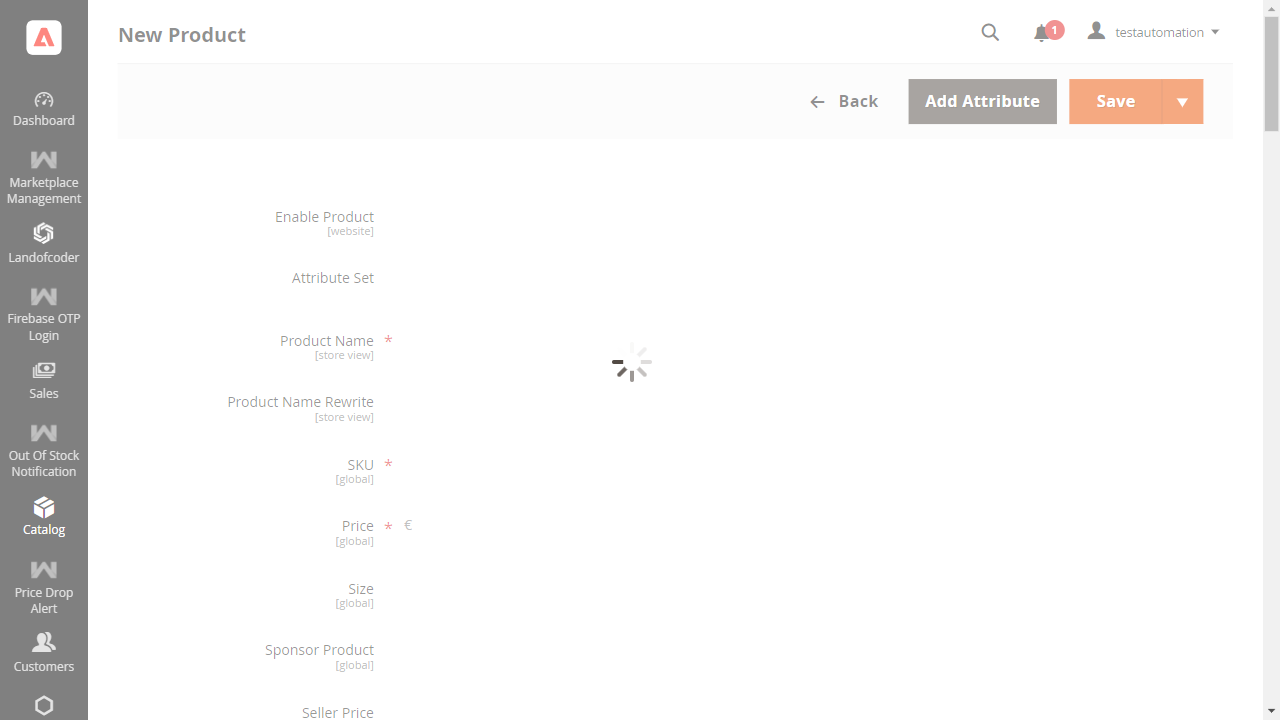 New Product
1
testautomation
Back
Add Attribute
Save
Dashboard
Marketplace
Management
Landofcoder
Firebase OTP
Login
Sales
Out Of Stock
Notification
Catalog
Price Drop
Alert
Customers
Enable Product
[website]
Attribute Set
Product Name *
[store view]
Product Name Rewrite
[store view]
SKU *
[global]
Price * €
[global]
Size
[global]
Sponsor Product
[global]
Seller Price